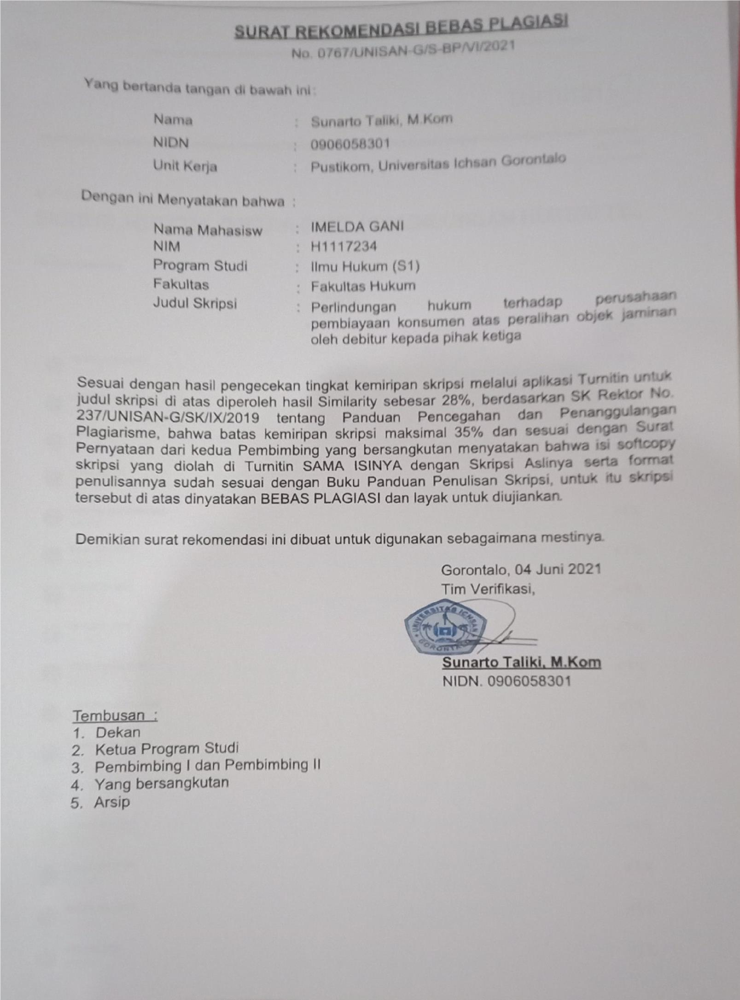 SURAT REKOMENDASI BEBAS PLAGIASI
No. 0767/UNISAN-G/S-BP/VI/2021
Yang bertanda tangan di bawah ini :
Nama : Sunarto Taliki, M.Kom
NIDN : 0906058301
Unit Kerja : Pustikom, Universitas Ichsan Gorontalo
Dengan ini Menyatakan bahwa :
Nama Mahasisw : IMELDA GANI
NIM : H1117234
Program Studi : Ilmu Hukum (S1)
Fakultas : Fakultas Hukum
Judul Skripsi : Perlindungan hukum terhadap perusahaan
pembiayaan konsumen atas peralihan objek jaminan
oleh debitur kepada pihak ketiga
Sesuai dengan hasil pengecekan tingkat kemiripan skripsi melalui aplikasi Turnitin untuk
judul skripsi di atas diperoleh hasil Similarity sebesar 28%, berdasarkan SK Rektor No.
237/UNISAN-G/SK/IX/2019 tentang Panduan Pencegahan dan Penanggulangan
Plagiarisme, bahwa batas kemiripan skripsi maksimal 35% dan sesuai dengan Surat
Pernyataan dari kedua Pembimbing yang bersangkutan menyatakan bahwa isi softcopy
skripsi yang diolah di Turnitin SAMA ISINYA dengan Skripsi Aslinya serta format
penulisannya sudah sesuai dengan Buku Panduan Penulisan Skripsi, untuk itu skripsi
tersebut di atas dinyatakan BEBAS PLAGIASI dan layak untuk diujiankan.
Demikian surat rekomendasi ini dibuat untuk digunakan sebagaimana mestinya.
Gorontalo, 04 Juni 2021
Tim Verifikasi,
UNIVERSITAS ICHSAN
GORONTALO
Sunarto Taliki, M.Kom
NIDN. 0906058301
Tembusan :
1. Dekan
2. Ketua Program Studi
3. Pembimbing I dan Pembimbing II
4. Yang bersangkutan
5. Arsip